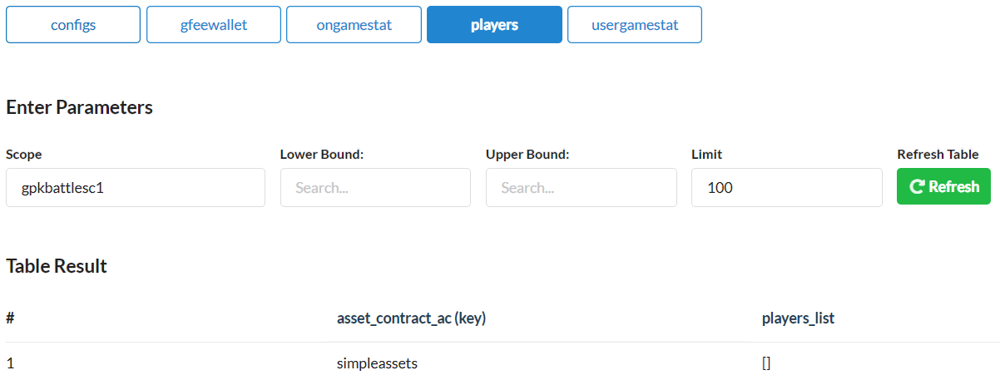 configs gfeewallet ongamestat players usergamestat
Enter Parameters
Scope Lower Bound: Upper Bound: Limit Refresh Table
gpkbattlesc1 Search... Search... 100 Refresh
Table Result
# asset_contract_ac (key) players_list
1 simpleassets []